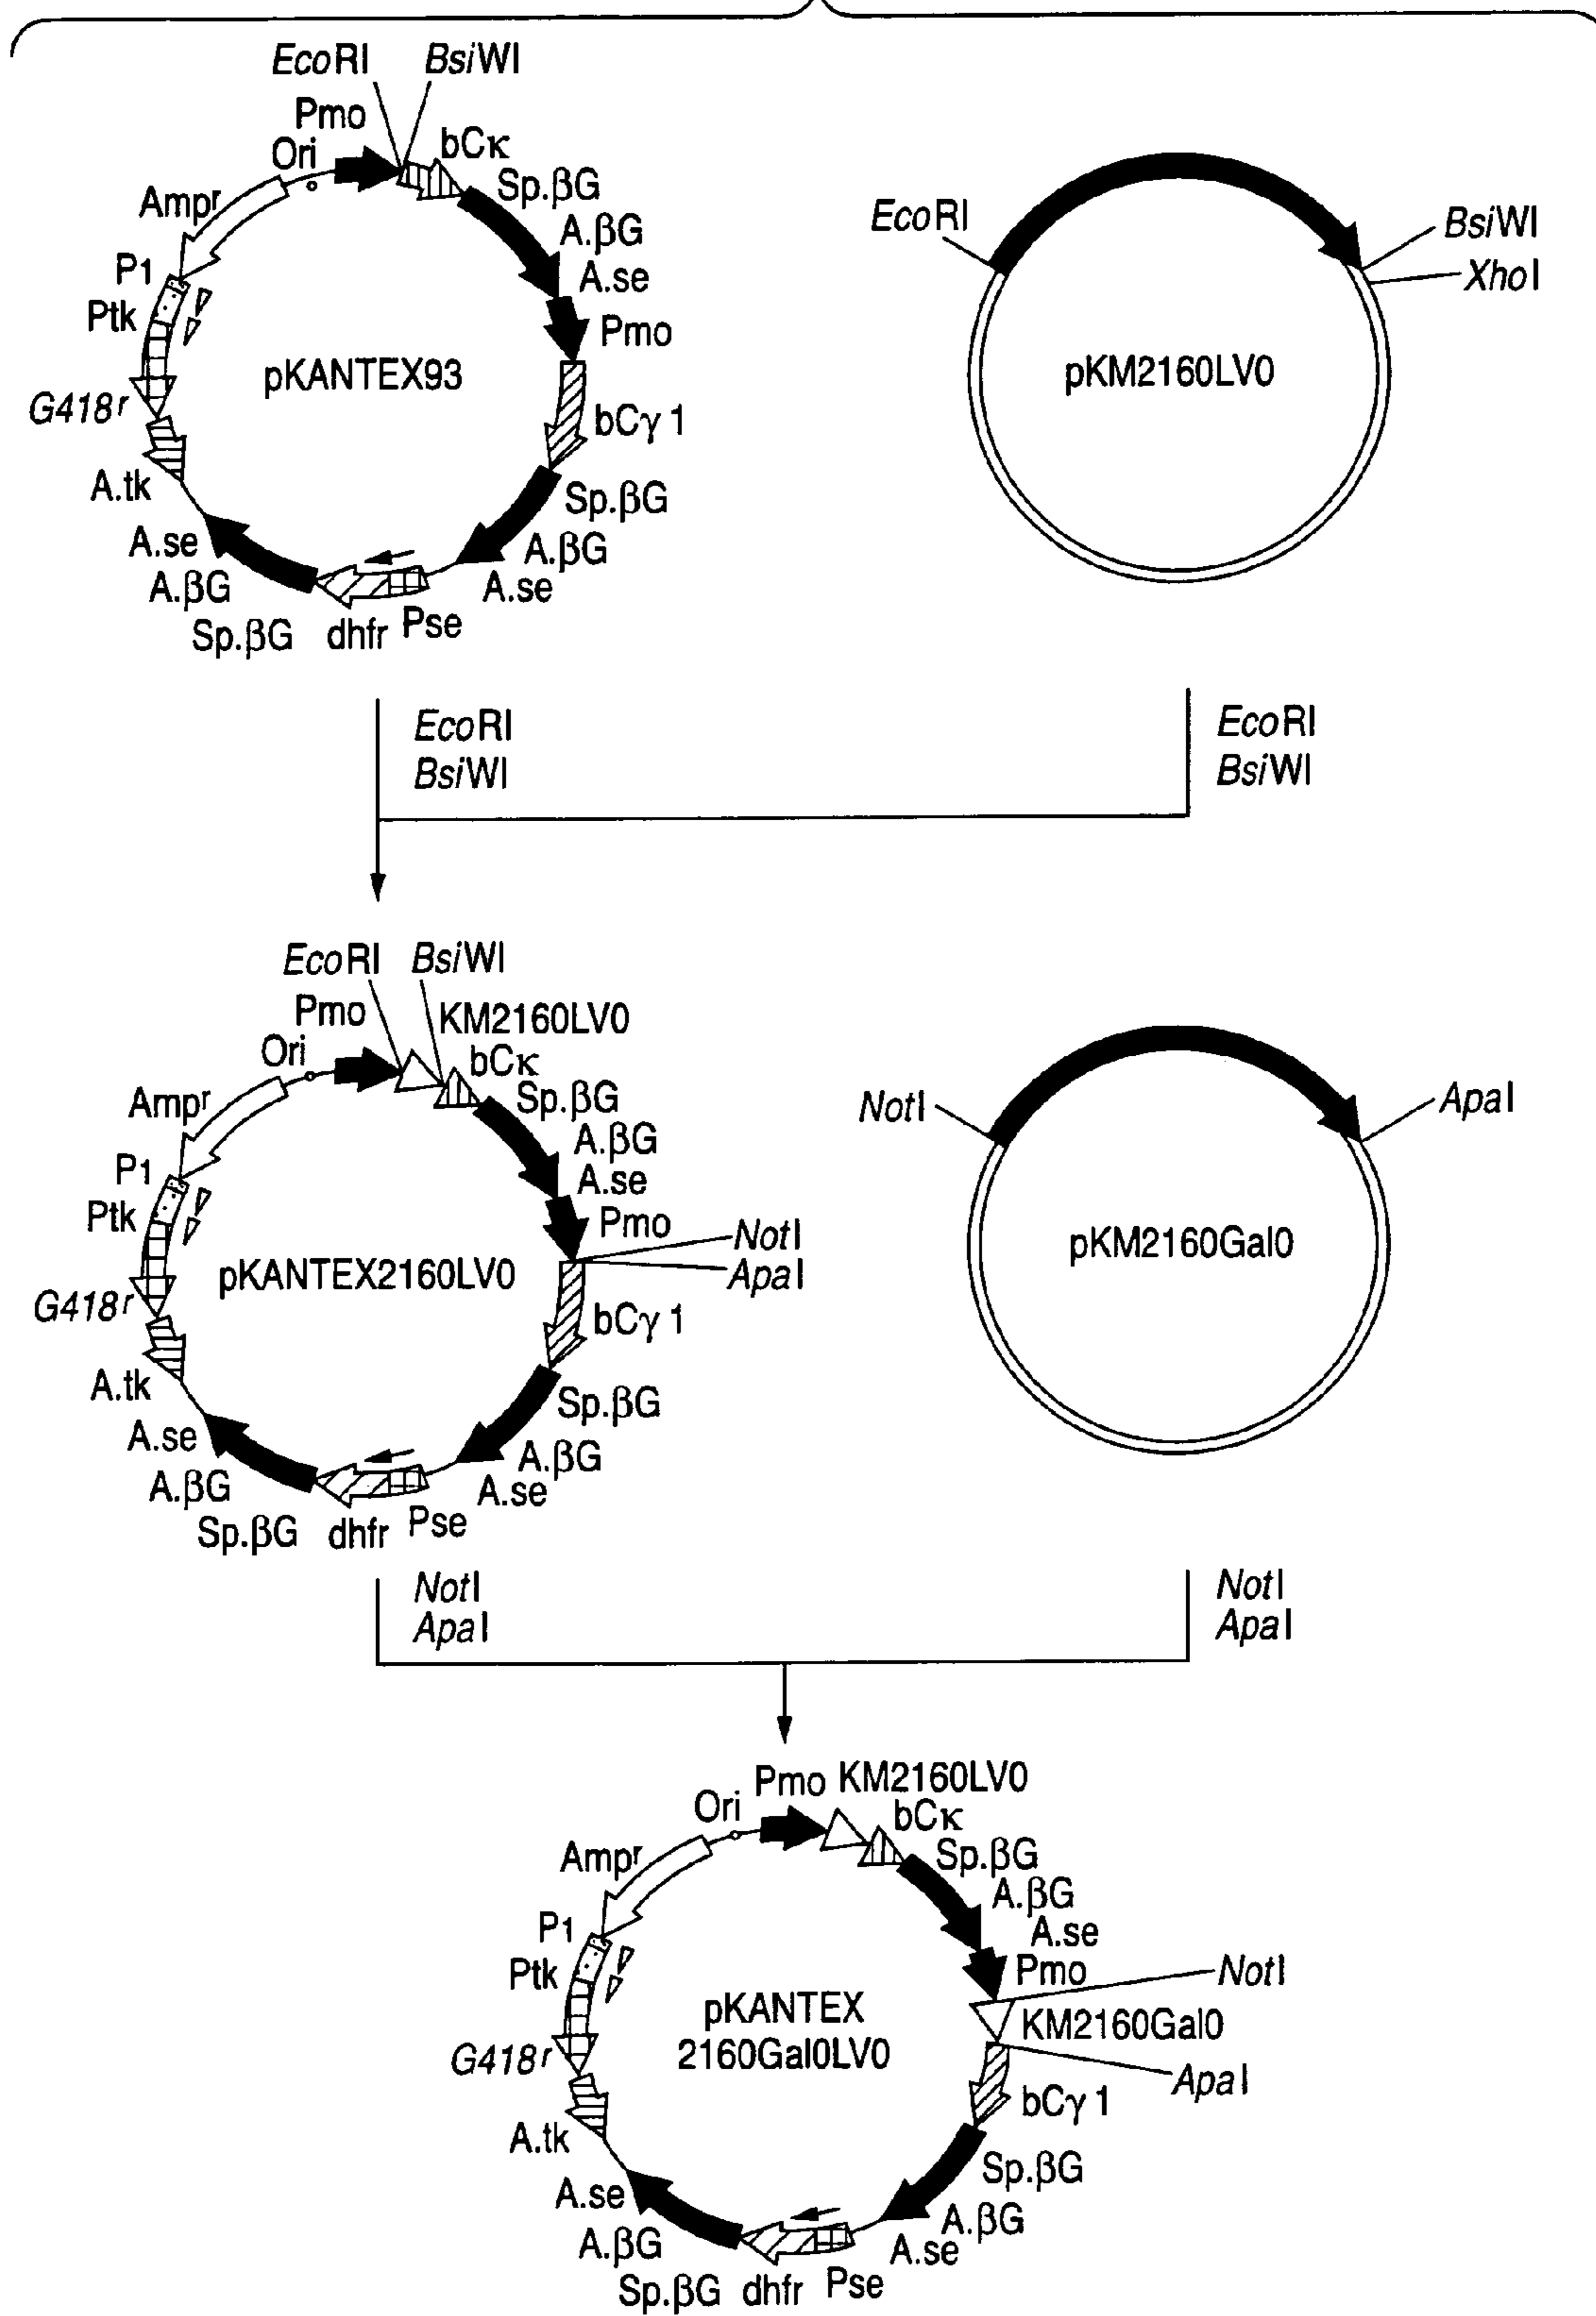 EcoRI BsiWI
Pmo
Ori
bCκ
Ampr
Sp.βG
A.βG
A.se
P1
Ptk
Pmo
pKANTEX93
G418r
bCγ1
A.tk
Sp.βG
A.se
A.βG
A.βG
A.se
Sp.βG
dhfr
Pse
EcoRI
BsiWI
XhoI
pKM2160LV0
EcoRI
BsiWI
EcoRI
BsiWI
EcoRI BsiWI
Pmo
KM2160LV0
Ori
bCκ
Ampr
Sp.βG
A.βG
A.se
P1
Ptk
Pmo
NotI
ApaI
pKANTEX2160LV0
G418r
bCγ1
A.tk
Sp.βG
A.se
A.βG
A.βG
A.se
Sp.βG
dhfr
Pse
NotI
ApaI
pKM2160Gal0
NotI
ApaI
NotI
ApaI
Pmo KM2160LV0
Ori
bCκ
Ampr
Sp.βG
A.βG
A.se
P1
Ptk
Pmo
NotI
pKANTEX
2160Gal0LV0
KM2160Gal0
G418r
ApaI
bCγ1
A.tk
Sp.βG
A.se
A.βG
A.βG
A.se
Sp.βG
dhfr
Pse